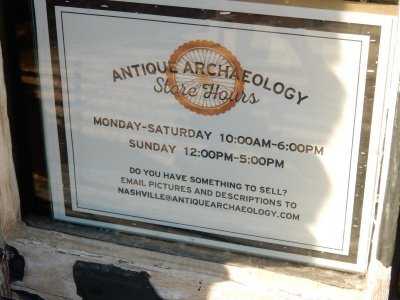 ANTIQUE ARCHAEOLOGY
Store Hours
MONDAY-SATURDAY 10:00AM-6:00PM
SUNDAY 12:00PM-5:00PM
DO YOU HAVE SOMETHING TO SELL?
EMAIL PICTURES AND DESCRIPTIONS TO
NASHVILLE@ANTIQUEARCHAEOLOGY.COM